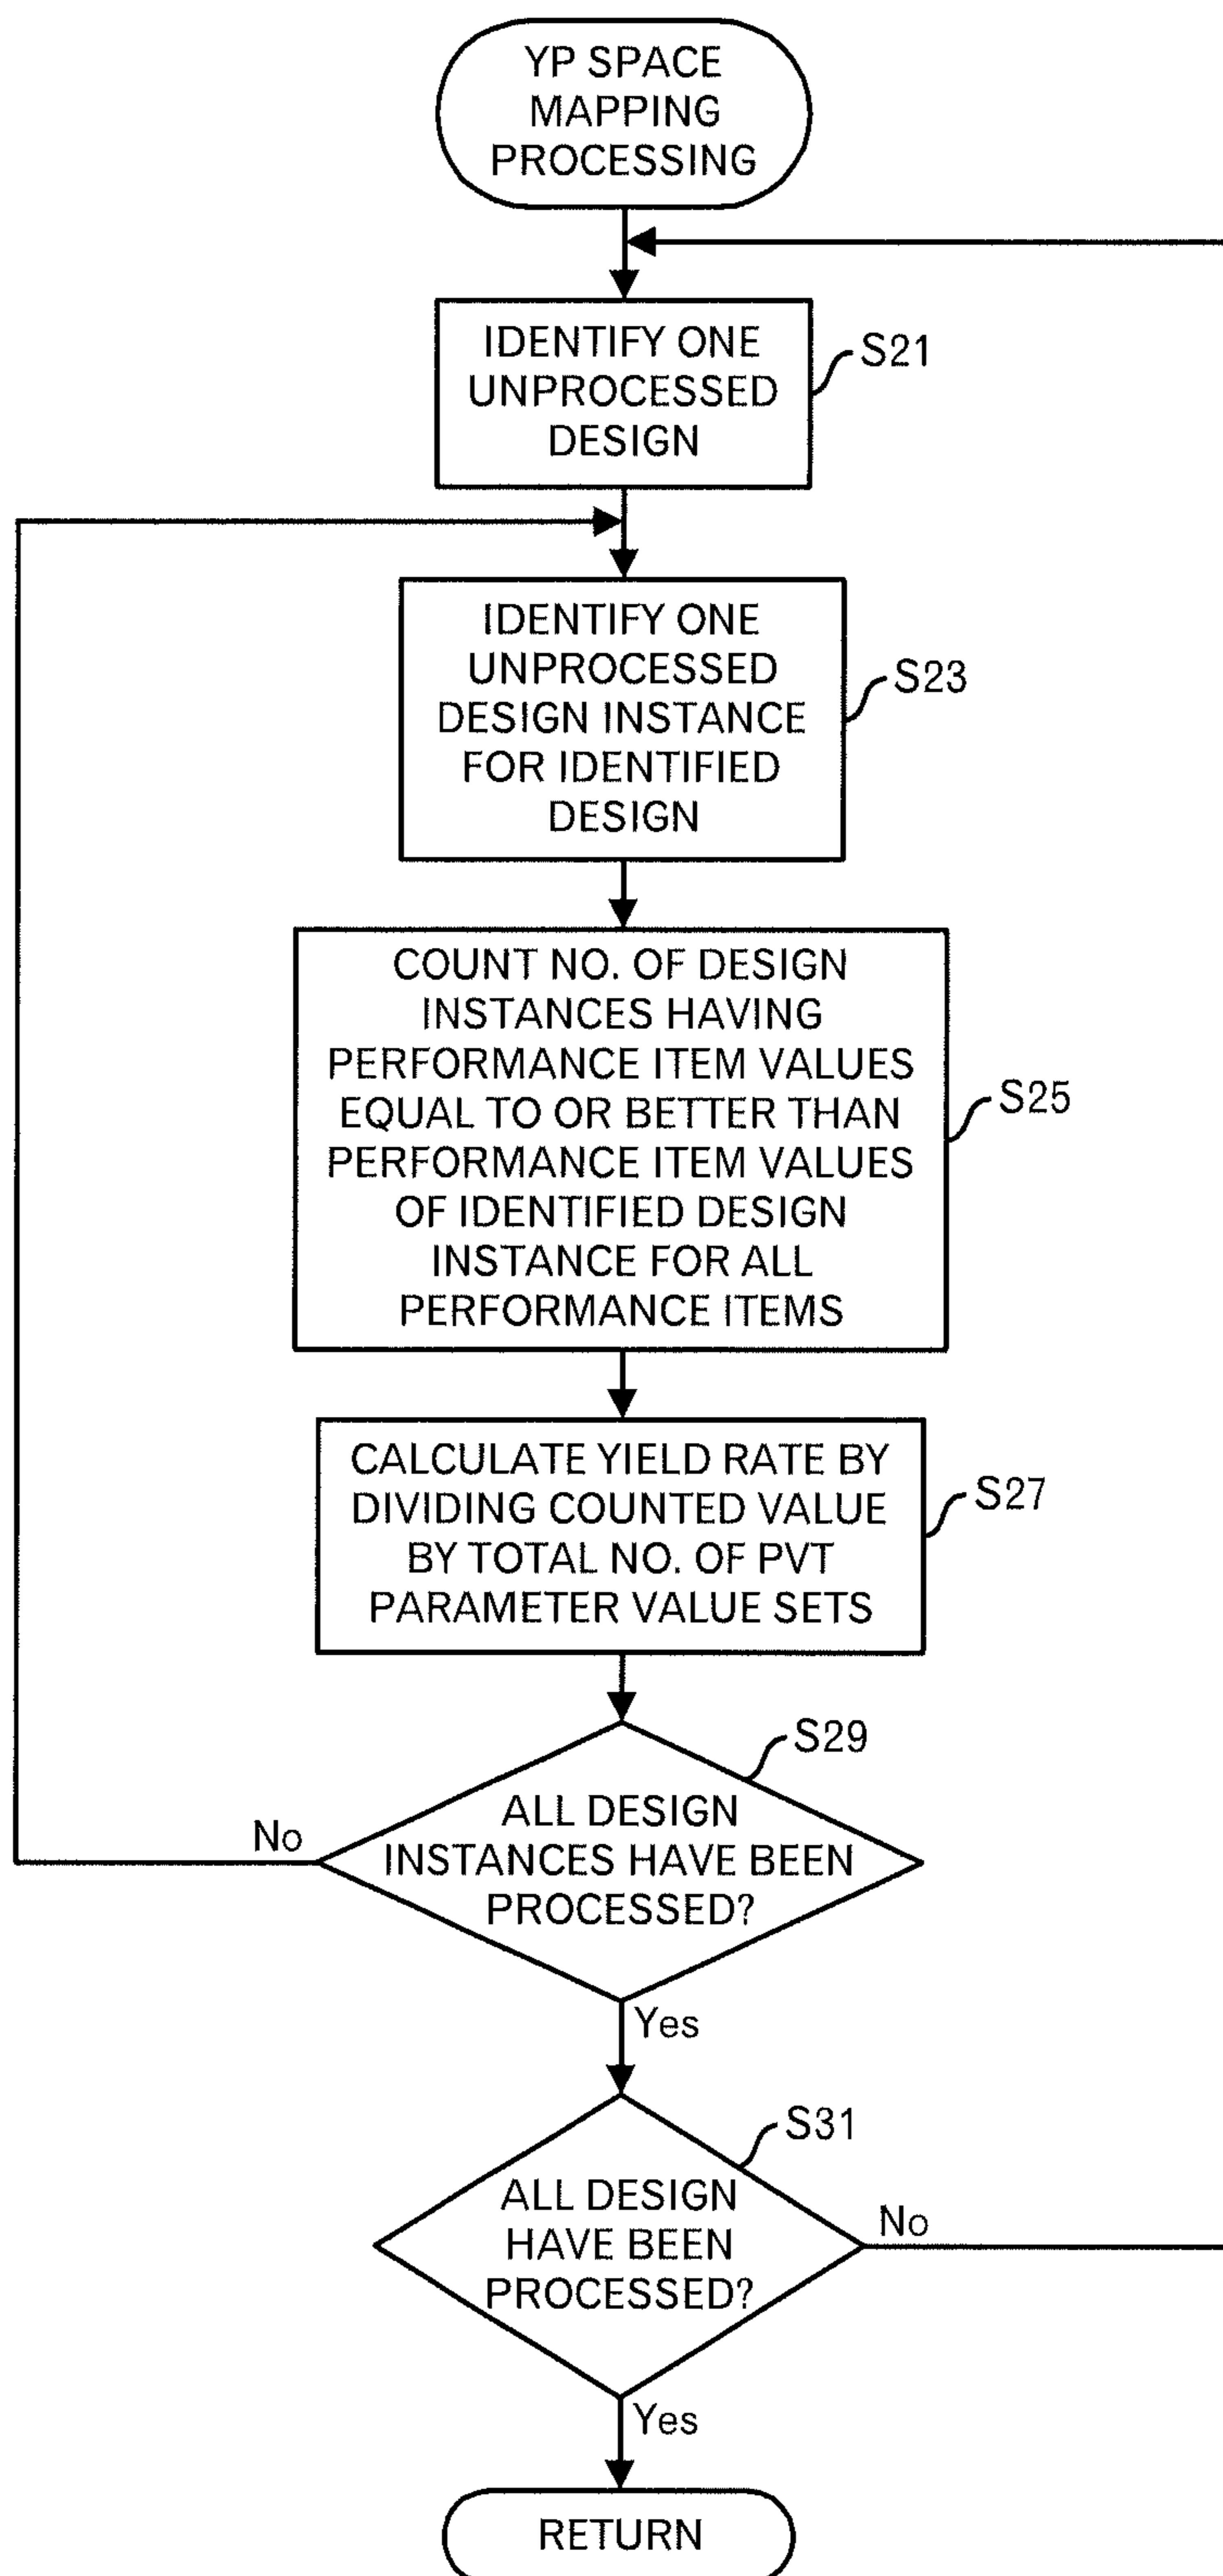 YP SPACE
MAPPING
PROCESSING
IDENTIFY ONE
UNPROCESSED
DESIGN
S21
IDENTIFY ONE
UNPROCESSED
DESIGN INSTANCE
FOR IDENTIFIED
DESIGN
S23
COUNT NO. OF DESIGN
INSTANCES HAVING
PERFORMANCE ITEM VALUES
EQUAL TO OR BETTER THAN
PERFORMANCE ITEM VALUES
OF IDENTIFIED DESIGN
INSTANCE FOR ALL
PERFORMANCE ITEMS
S25
CALCULATE YIELD RATE BY
DIVIDING COUNTED VALUE
BY TOTAL NO. OF PVT
PARAMETER VALUE SETS
S27
S29
ALL DESIGN
INSTANCES HAVE BEEN
PROCESSED?
No
Yes
S31
ALL DESIGN
HAVE BEEN
PROCESSED?
No
Yes
RETURN